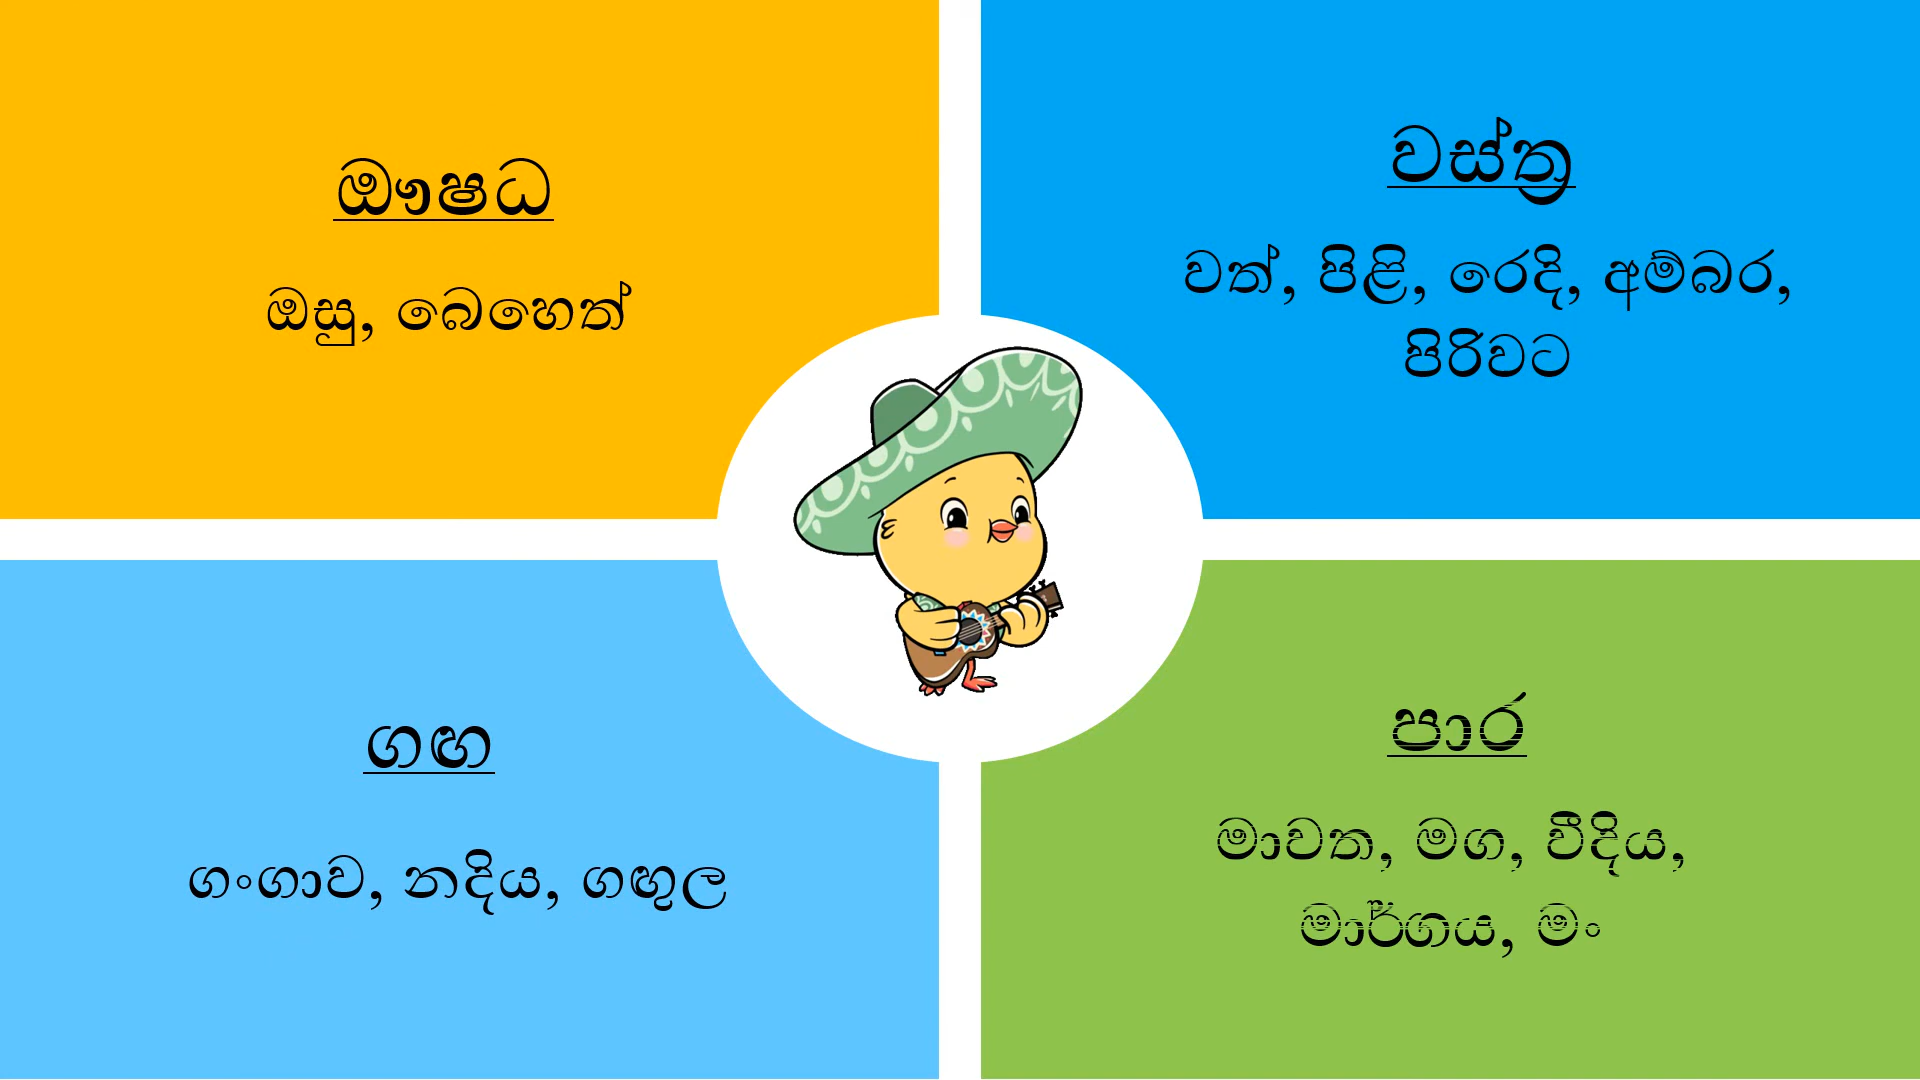 ඖෂධ
ඔසු, බෙහෙත්
වස්ත්‍ර
වත්, පිළි, රෙදි, අම්බර,
පිරිවට
ගඟ
ගංගාව, නදිය, ගඟුල
පාර
මාවත, මග, වීදිය,
මාර්ගය, මං